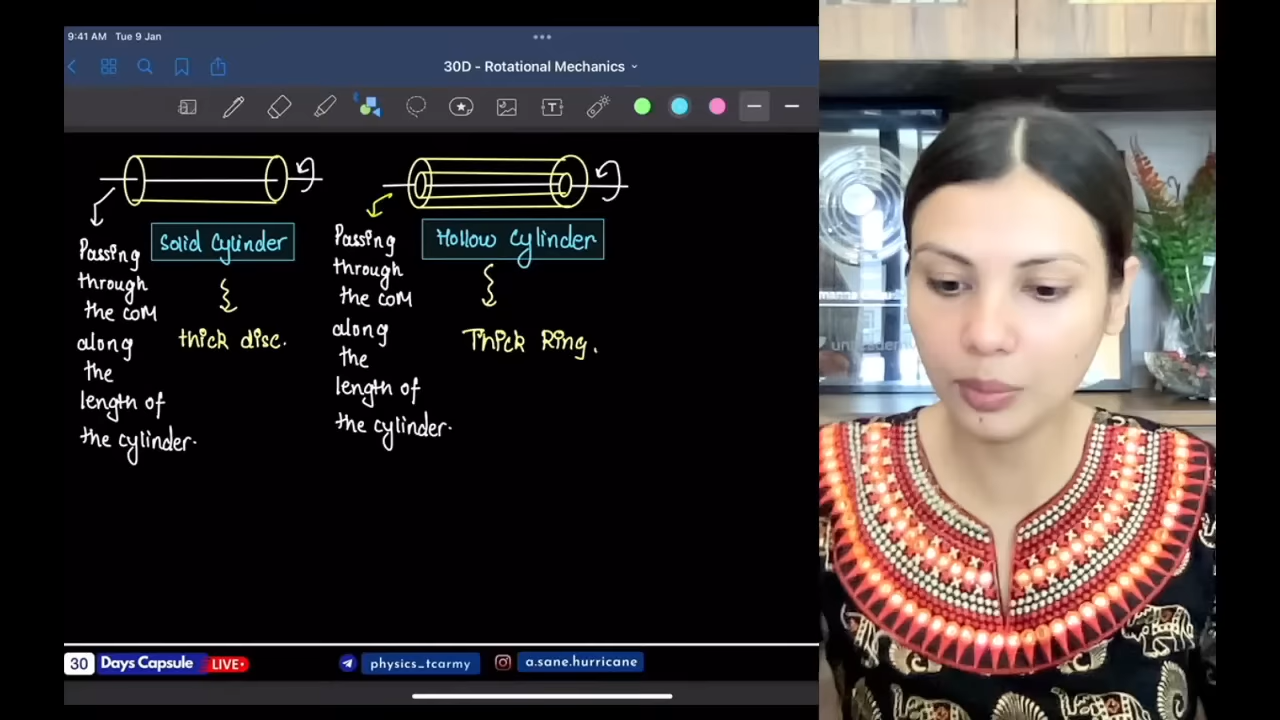 9:41 AM Tue 9 Jan
30D - Rotational Mechanics
Solid Cylinder
Passing
through
the COM
along
the
length of
the cylinder.
thick disc.
Hollow Cylinder
Passing
through
the COM
along
the
length of
the cylinder.
Thick Ring.
30 Days Capsule LIVE
physics_tcarmy
a.sane.hurricane